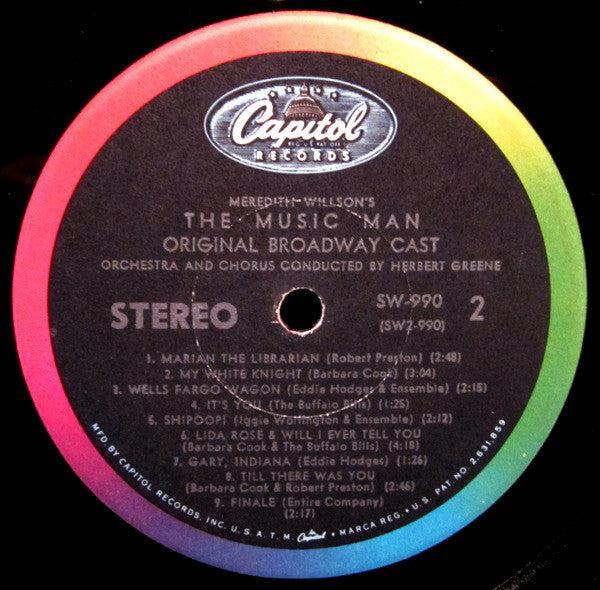 Capitol
REG. U.S. PAT. OFF.
RECORDS
MEREDITH WILLSON'S
THE MUSIC MAN
ORIGINAL BROADWAY CAST
ORCHESTRA AND CHORUS CONDUCTED BY HERBERT GREENE
STEREO
SW-990
(SW2-990)
2
1. MARIAN THE LIBRARIAN (Robert Preston) (2:48)
2. MY WHITE KNIGHT (Barbara Cook) (3:04)
3. WELLS FARGO WAGON (Eddie Hodges & Ensemble) (2:15)
4. IT'S YOU (The Buffalo Bills) (1:25)
5. SHIPOOPI (Iggie Wolfington & Ensemble) (2:12)
6. LIDA ROSE & WILL I EVER TELL YOU
(Barbara Cook & The Buffalo Bills) (4:18)
7. GARY, INDIANA (Eddie Hodges) (1:26)
8. TILL THERE WAS YOU
(Barbara Cook & Robert Preston) (2:46)
9. FINALE (Entire Company)
(2:17)
MFD. BY CAPITOL RECORDS, INC. U.S.A. T.M. Capitol • MARCA REG. • U.S. PAT. NO. 2,631,859